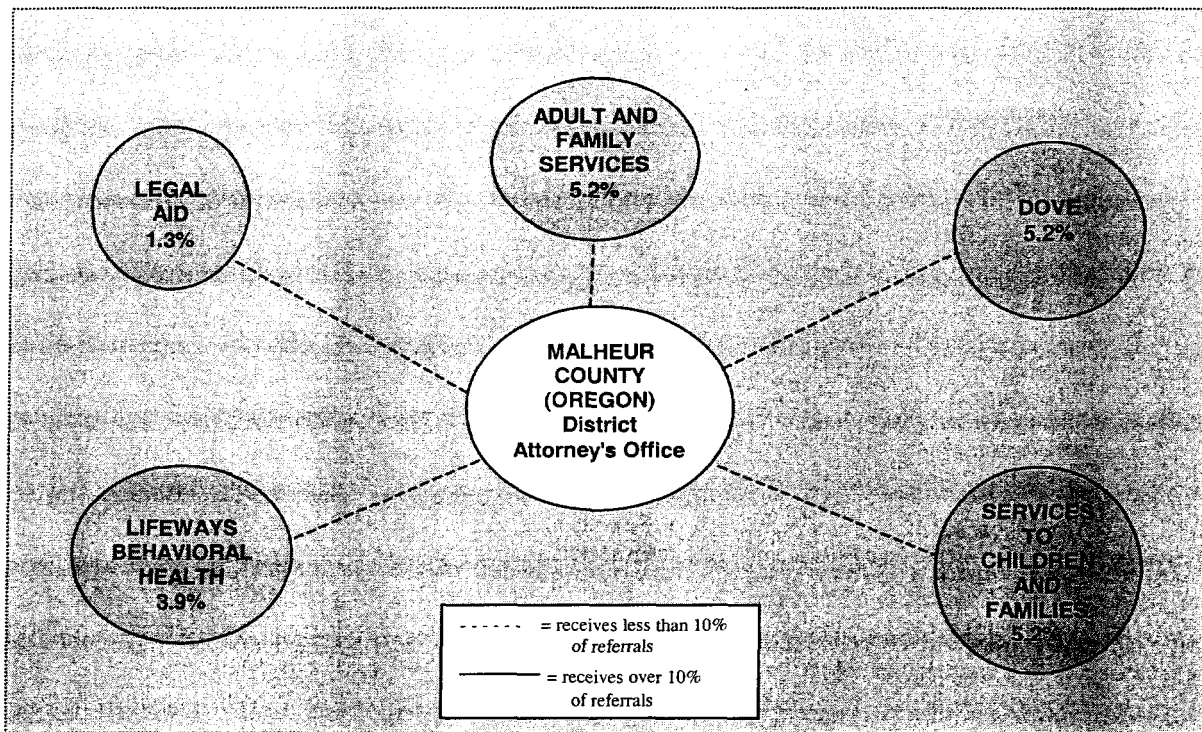 ADULT AND
FAMILY
SERVICES
5.2%
LEGAL
AID
1.3%
DOVE
5.2%
MALHEUR
COUNTY
(OREGON)
District
Attorney's Office
LIFEWAYS
BEHAVIORAL
HEALTH
3.9%
SERVICES
TO
CHILDREN
AND
FAMILIES
5.2%
= receives less than 10%
of referrals
= receives over 10%
of referrals